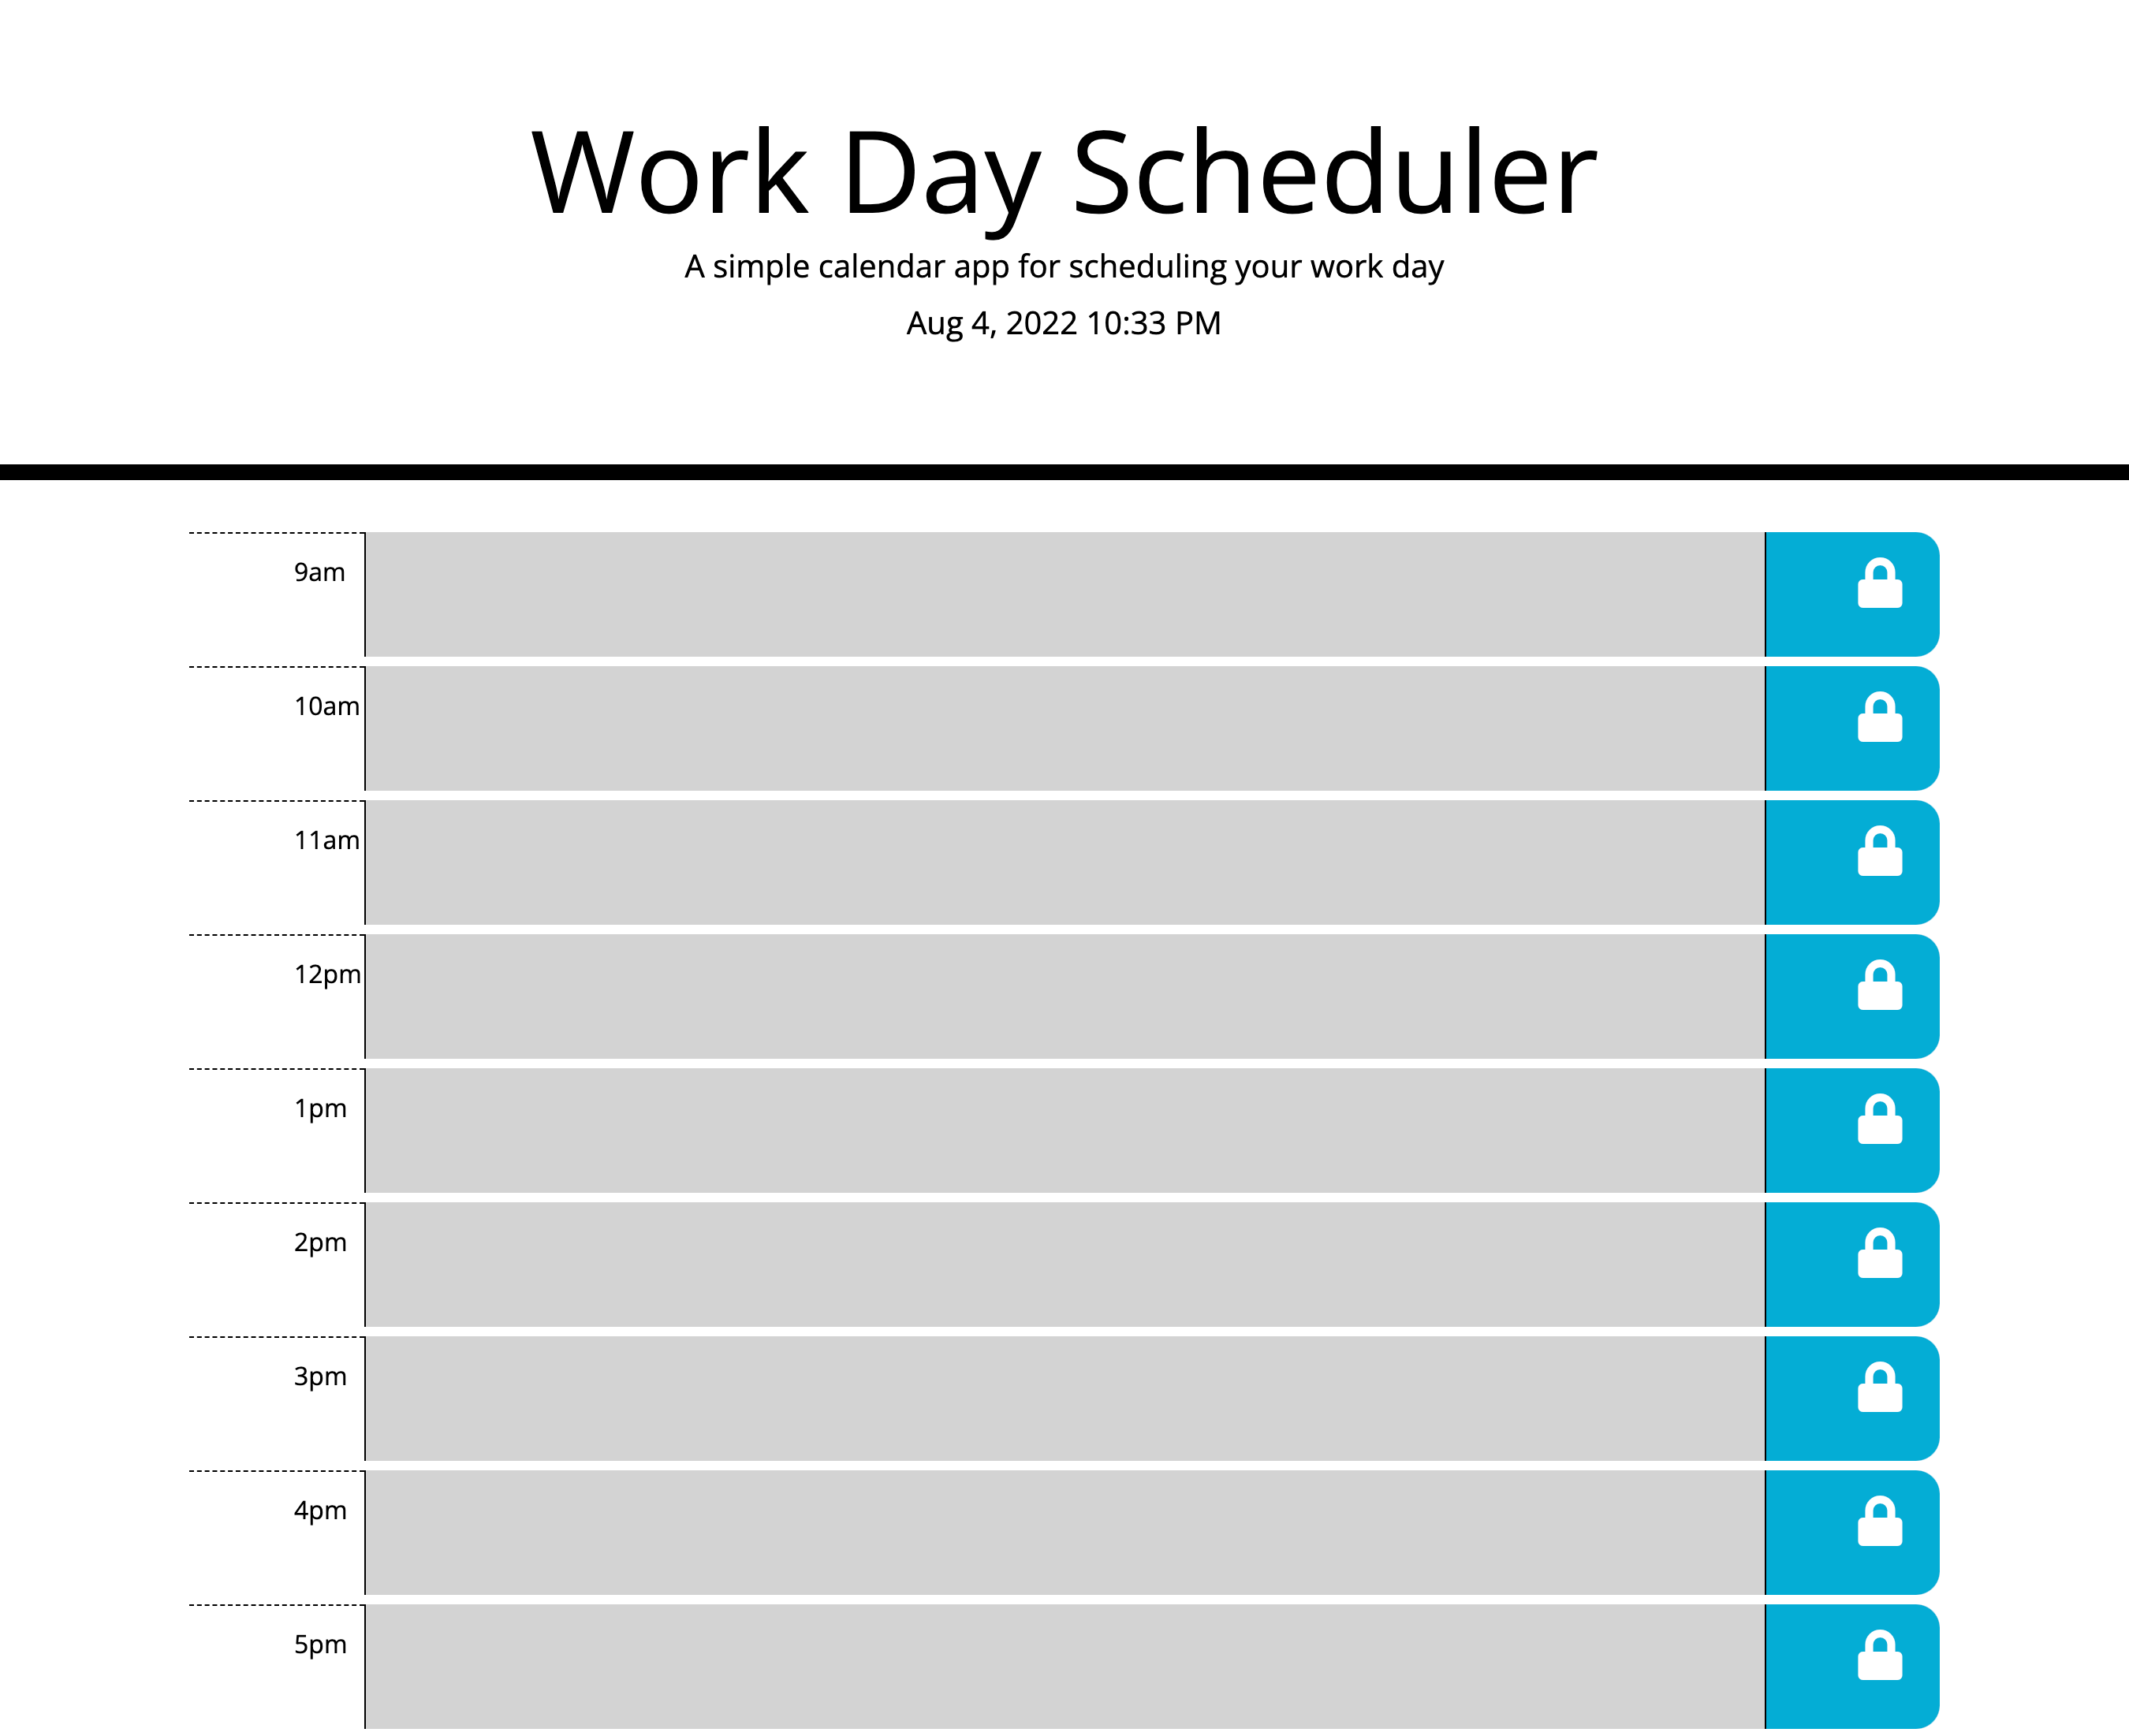 Work Day Scheduler
A simple calendar app for scheduling your work day
Aug 4, 2022 10:33 PM
9am
10am
11am
12pm
1pm
2pm
3pm
4pm
5pm